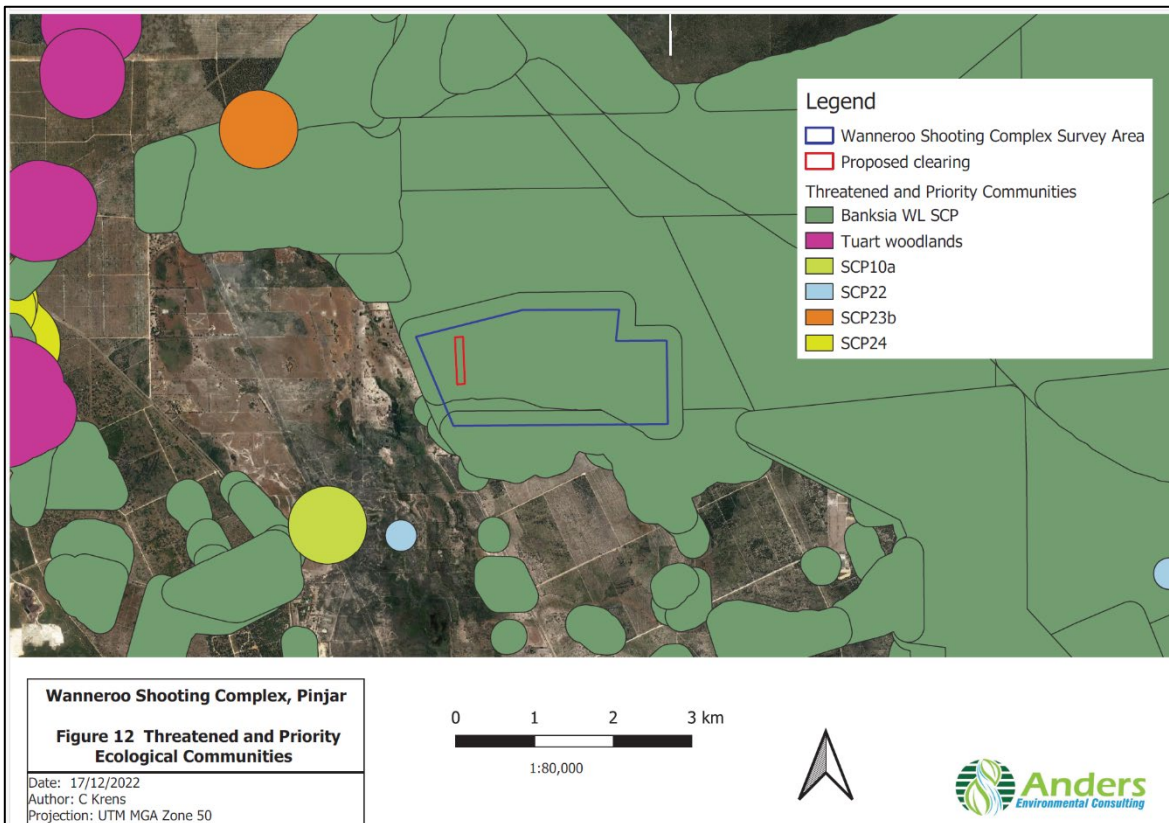 Legend
Wanneroo Shooting Complex Survey Area
Proposed clearing
Threatened and Priority Communities
Banksia WL SCP
Tuart woodlands
SCP10a
SCP22
SCP23b
SCP24
Wanneroo Shooting Complex, Pinjar
Figure 12 Threatened and Priority
Ecological Communities
Date: 17/12/2022
Author: C Krens
Projection: UTM MGA Zone 50
0 1 2 3 km
1:80,000
Anders
Environmental Consulting